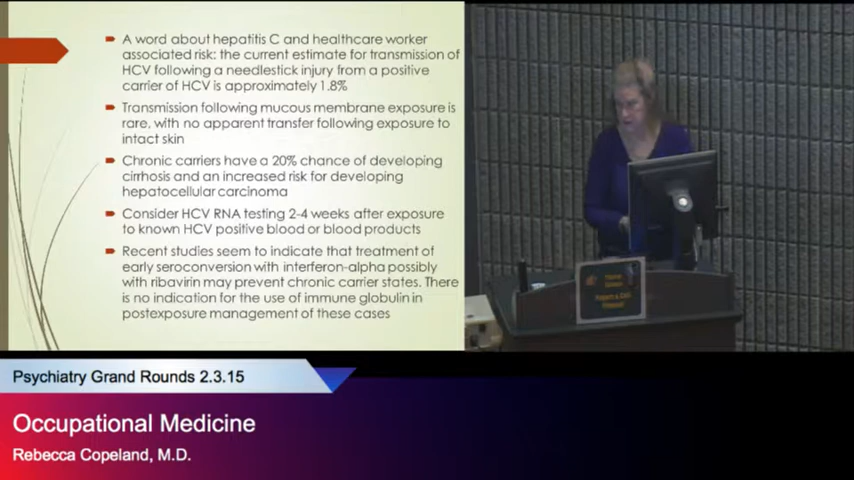 A word about hepatitis C and healthcare worker
associated risk: the current estimate for transmission of
HCV following a needlestick injury from a positive
carrier of HCV is approximately 1.8%
Transmission following mucous membrane exposure is
rare, with no apparent transfer following exposure to
intact skin
Chronic carriers have a 20% chance of developing
cirrhosis and an increased risk for developing
hepatocellular carcinoma
Consider HCV RNA testing 2-4 weeks after exposure
to known HCV positive blood or blood products
Recent studies seem to indicate that treatment of
early seroconversion with interferon-alpha possibly
with ribavirin may prevent chronic carrier states. There
is no indication for the use of immune globulin in
postexposure management of these cases
Psychiatry Grand Rounds 2.3.15
Occupational Medicine
Rebecca Copeland, M.D.